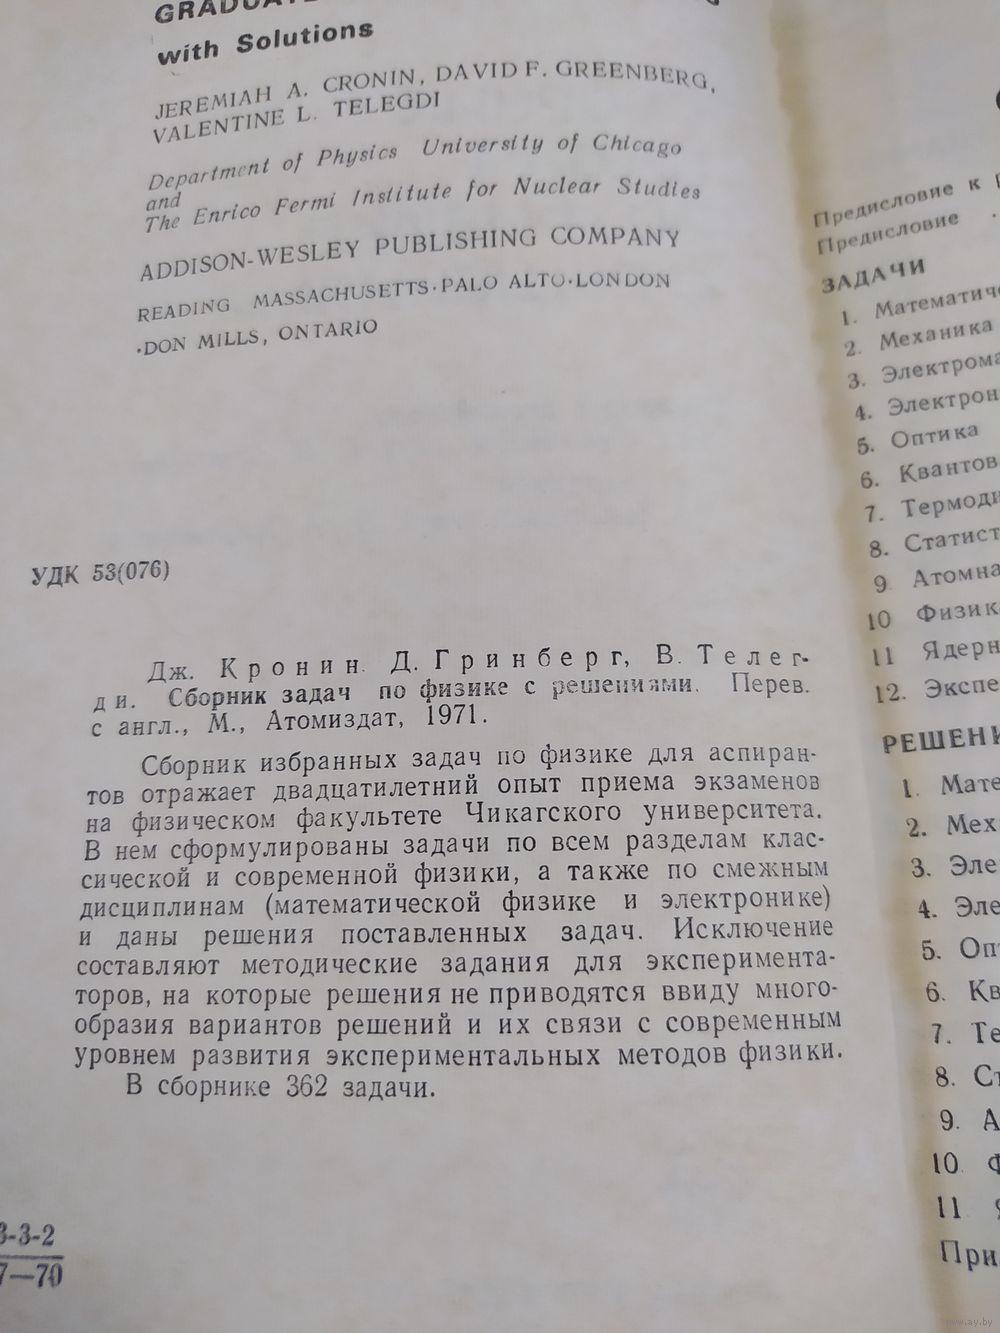 with Solutions
JEREMIAH A. CRONIN, DAVID F. GREENBERG,
VALENTINE L. TELEGDI
Department of Physics University of Chicago
and
The Enrico Fermi Institute for Nuclear Studies
ADDISON-WESLEY PUBLISHING COMPANY
READING MASSACHUSETTS·PALO ALTO·LONDON
·DON MILLS, ONTARIO
УДК 53(076)
Дж. Кронин. Д. Гринберг, В. Телег-
ди. Сборник задач по физике с решениями. Перев.
с англ., М., Атомиздат, 1971.
Сборник избранных задач по физике для аспиран-
тов отражает двадцатилетний опыт приема экзаменов
на физическом факультете Чикагского университета.
В нем сформулированы задачи по всем разделам клас-
сической и современной физики, а также по смежным
дисциплинам (математической физике и электронике)
и даны решения поставленных задач. Исключение
составляют методические задания для эксперимента-
торов, на которые решения не приводятся ввиду много-
образия вариантов решений и их связи с современным
уровнем развития экспериментальных методов физики.
В сборнике 362 задачи.
3-3-2
7—70
Предисловие к
Предисловие
ЗАДАЧИ
1. Математиче
2. Механика
3. Электрома
4. Электрон
5. Оптика
6. Квантов
7. Термоди
8. Статист
9. Атомна
10 Физик
11 Ядерн
12. Экспе
РЕШЕНИ
1. Мате
2. Мех
3. Эле
4. Эле
5. Оп
6. Кв
7. Те
8. Ст
9. А
10. Ф
11 Я
При
www.ay.by